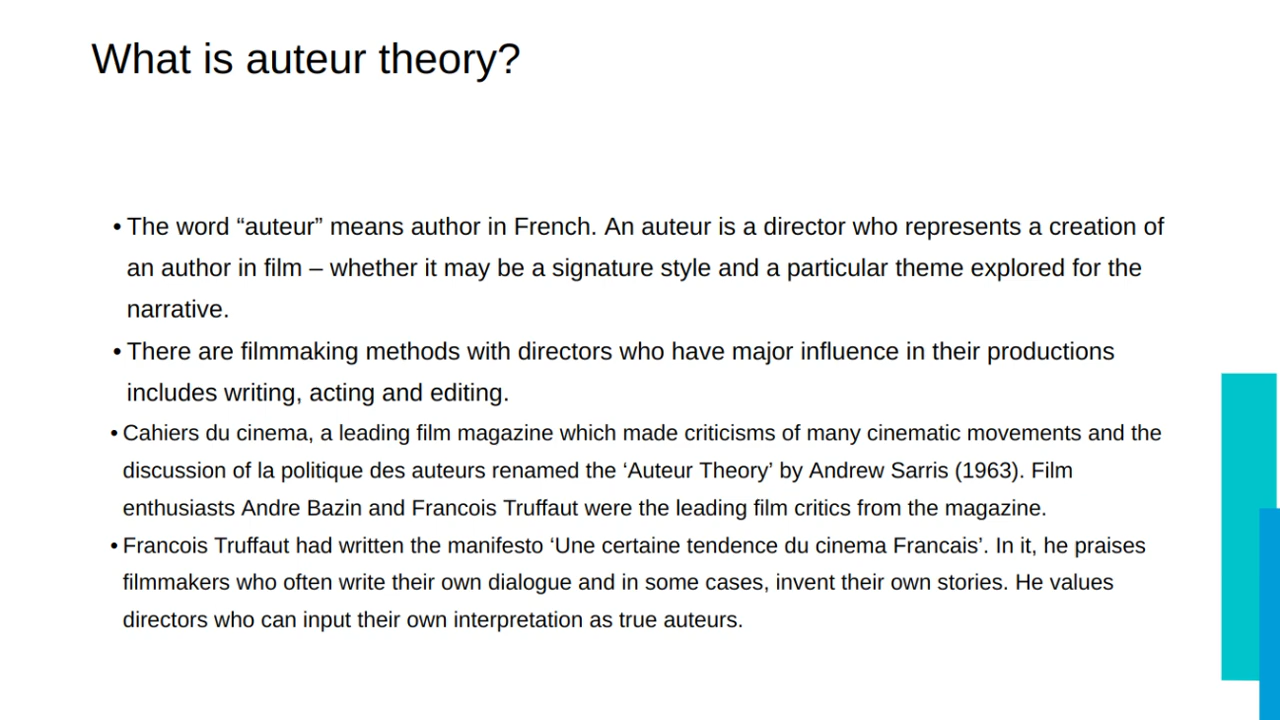 What is auteur theory?
• The word “auteur” means author in French. An auteur is a director who represents a creation of
an author in film – whether it may be a signature style and a particular theme explored for the
narrative.
• There are filmmaking methods with directors who have major influence in their productions
includes writing, acting and editing.
• Cahiers du cinema, a leading film magazine which made criticisms of many cinematic movements and the
discussion of la politique des auteurs renamed the ‘Auteur Theory’ by Andrew Sarris (1963). Film
enthusiasts Andre Bazin and Francois Truffaut were the leading film critics from the magazine.
• Francois Truffaut had written the manifesto ‘Une certaine tendence du cinema Francais’. In it, he praises
filmmakers who often write their own dialogue and in some cases, invent their own stories. He values
directors who can input their own interpretation as true auteurs.